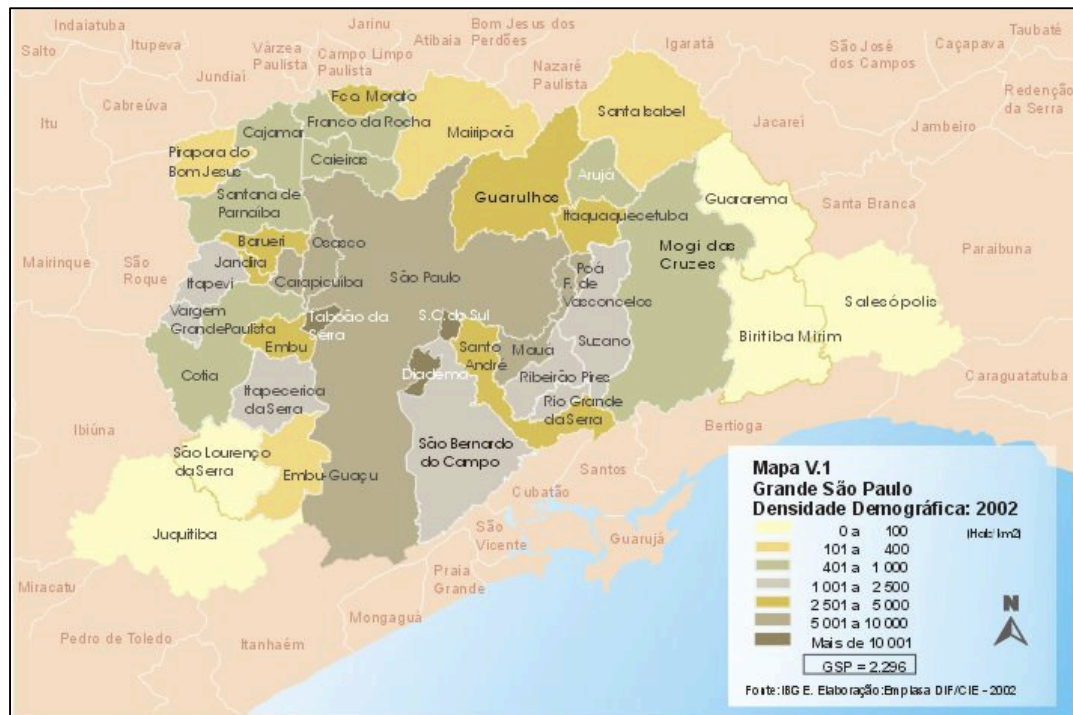 Indaiatuba
Salto
Itupeva
Jundiaí
Várzea
Paulista
Jarinu
Campo Limpo
Paulista
Atibaia
Bom Jesus dos
Perdões
Nazaré
Paulista
Igaratá
São José
dos Campos
Caçapava
Taubaté
Redenção
da Serra
Jambeiro
Jacareí
Santa Branca
Paraibuna
Caraguatatuba
Bertioga
Santos
Cubatão
Guarujá
São
Vicente
Praia
Grande
Mongaguá
Itanhaém
Pedro de Toledo
Miracatu
Ibiúna
São
Roque
Mairinque
Itu
Cabreúva
Fco. Morato
Franco da Rocha
Cajamar
Caieiras
Mairiporã
Santa Isabel
Pirapora do
Bom Jesus
Santana de
Parnaíba
Guarulhos
Arujá
Guararema
Itaquaquecetuba
Barueri
Osasco
Jandira
Itapevi
Carapicuíba
São Paulo
Poá
F. de
Vasconcelos
Mogi das
Cruzes
Salesópolis
Biritiba Mirim
Vargem
Grande Paulista
Taboão da
Serra
S.C. do Sul
Suzano
Embu
Santo
André
Mauá
Cotia
Diadema
Ribeirão Pires
Itapecerica
da Serra
Rio Grande
da Serra
São Bernardo
do Campo
São Lourenço
da Serra
Embu-Guaçu
Juquitiba
Mapa V.1
Grande São Paulo
Densidade Demográfica: 2002
0 a 100 (Hab/km2)
101 a 400
401 a 1 000
1 001 a 2 500
2 501 a 5 000
5 001 a 10 000
Mais de 10 001
GSP = 2.296
N
Fonte: IBGE. Elaboração: Emplasa DIF/CIE - 2002